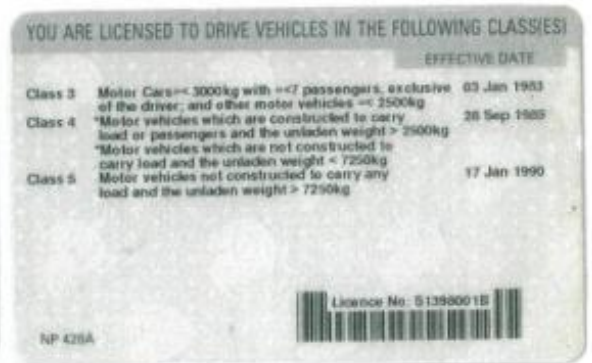 YOU ARE LICENSED TO DRIVE VEHICLES IN THE FOLLOWING CLASS(ES)
EFFECTIVE DATE
Class 3 Motor Cars=< 3000kg with =<7 passengers, exclusive 03 Jan 1983
of the driver; and other motor vehicles =< 2500kg
Class 4 *Motor vehicles which are constructed to carry 28 Sep 1985
load or passengers and the unladen weight > 2500kg
*Motor vehicles which are not constructed to
carry load and the unladen weight < 7250kg
Class 5 Motor vehicles not constructed to carry any 17 Jan 1990
load and the unladen weight > 7250kg
Licence No: S1398001B
NP 428A